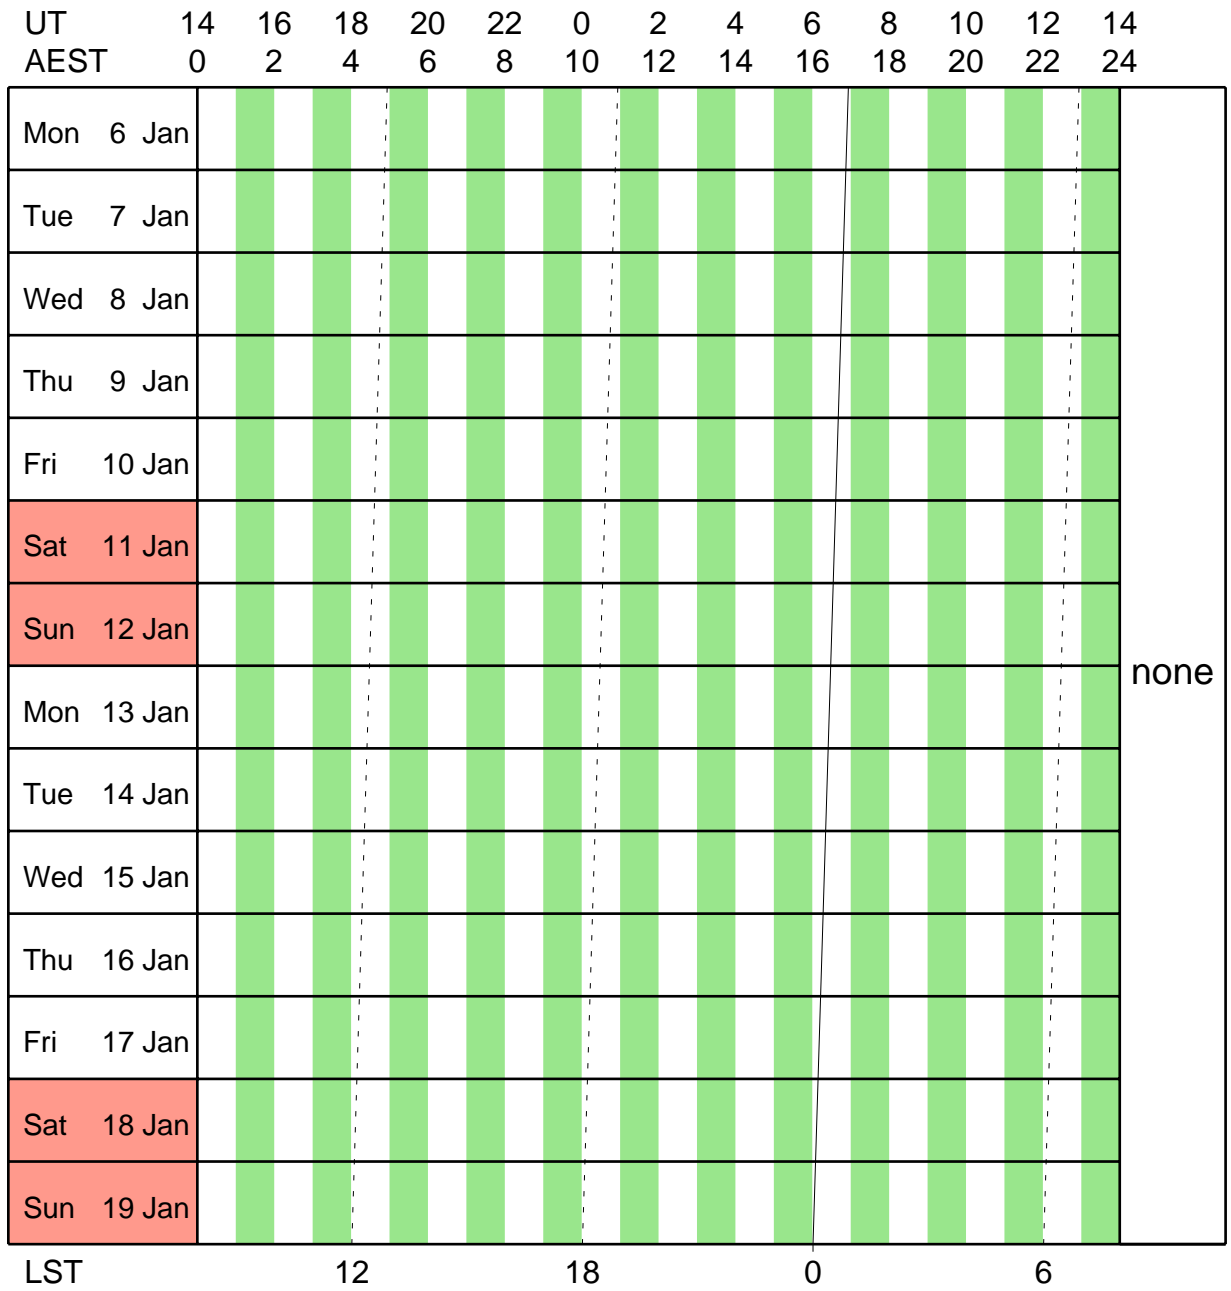 UT 14 16 18 20 22 0 2 4 6 8 10 12 14
AEST 0 2 4 6 8 10 12 14 16 18 20 22 24
Mon 6 Jan
Tue 7 Jan
Wed 8 Jan
Thu 9 Jan
Fri 10 Jan
Sat 11 Jan
Sun 12 Jan
none
Mon 13 Jan
Tue 14 Jan
Wed 15 Jan
Thu 16 Jan
Fri 17 Jan
Sat 18 Jan
Sun 19 Jan
LST 12 18 0 6